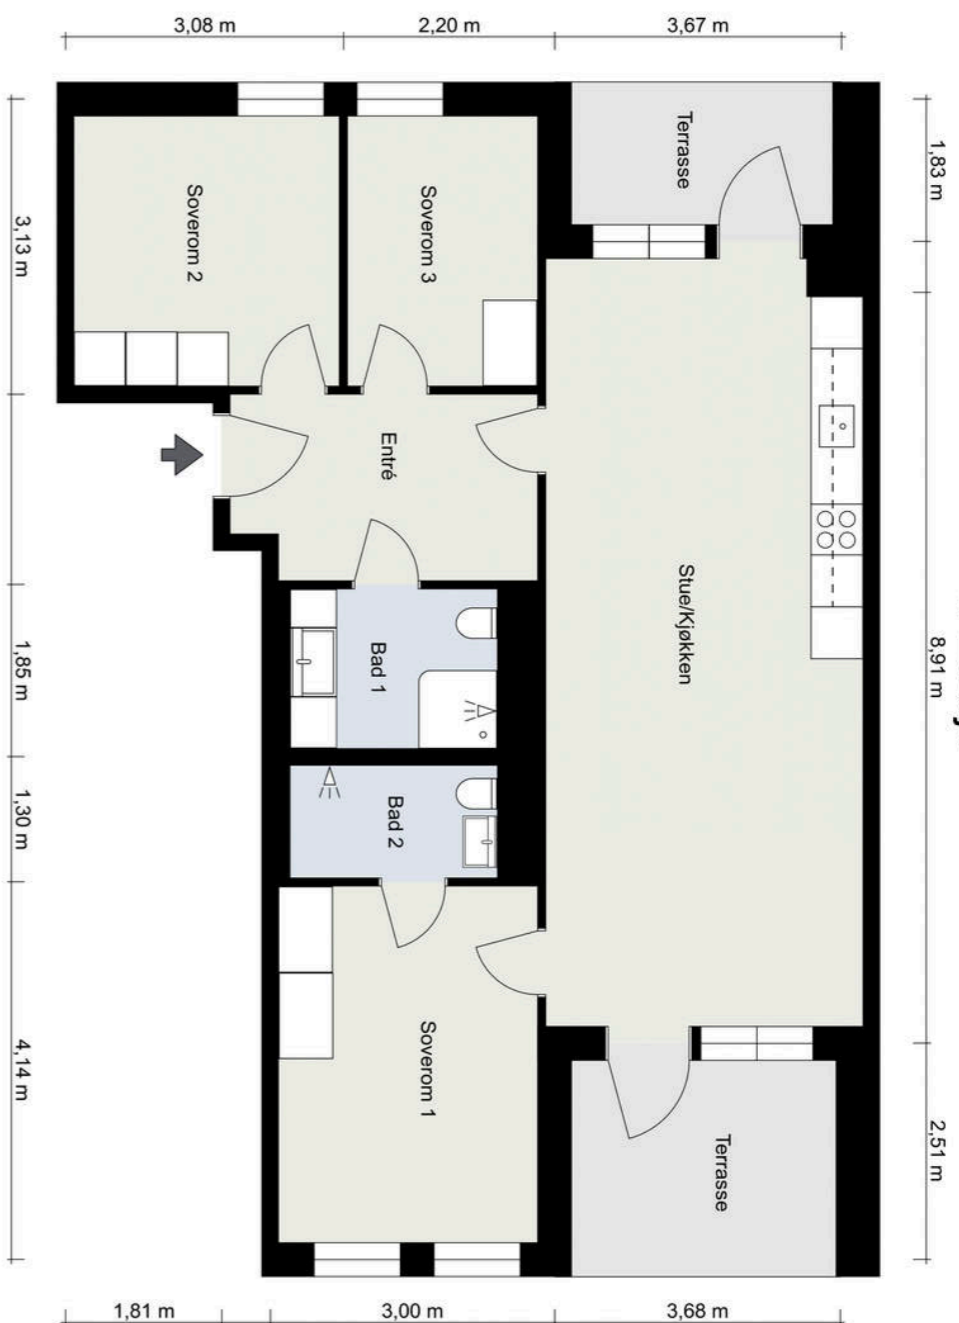 3,08 m
2,20 m
3,67 m
Terrasse
1,83 m
3,13 m
Soverom 2
Soverom 3
Entré
Stue/Kjøkken
8,91 m
1,85 m
Bad 1
1,30 m
Bad 2
4,14 m
Soverom 1
Terrasse
2,51 m
1,81 m
3,00 m
3,68 m